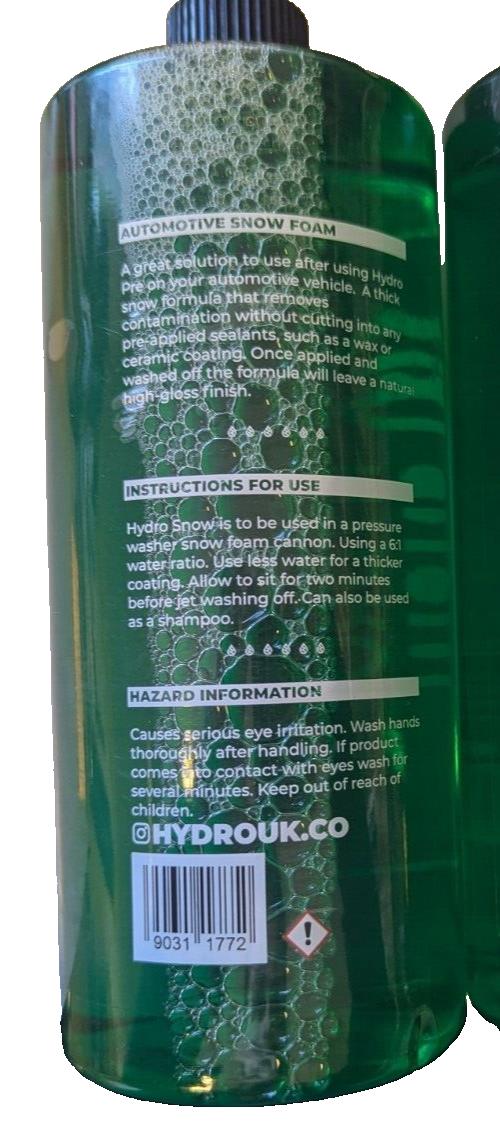 AUTOMOTIVE SNOW FOAM
A great solution to use after using Hydro
Pre on your automotive vehicle. A thick
snow formula that removes
contamination without cutting into any
pre-applied sealants, such as a wax or
ceramic coating. Once applied and
washed off the formula will leave a natural
high-gloss finish.
INSTRUCTIONS FOR USE
Hydro Snow is to be used in a pressure
washer snow foam cannon. Using a 6:1
water ratio. Use less water for a thicker
coating. Allow to sit for two minutes
before jet washing off. Can also be used
as a shampoo.
HAZARD INFORMATION
Causes serious eye irritation. Wash hands
thoroughly after handling. If product
comes into contact with eyes wash for
several minutes. Keep out of reach of
children.
HYDROUK.CO
9031 1772